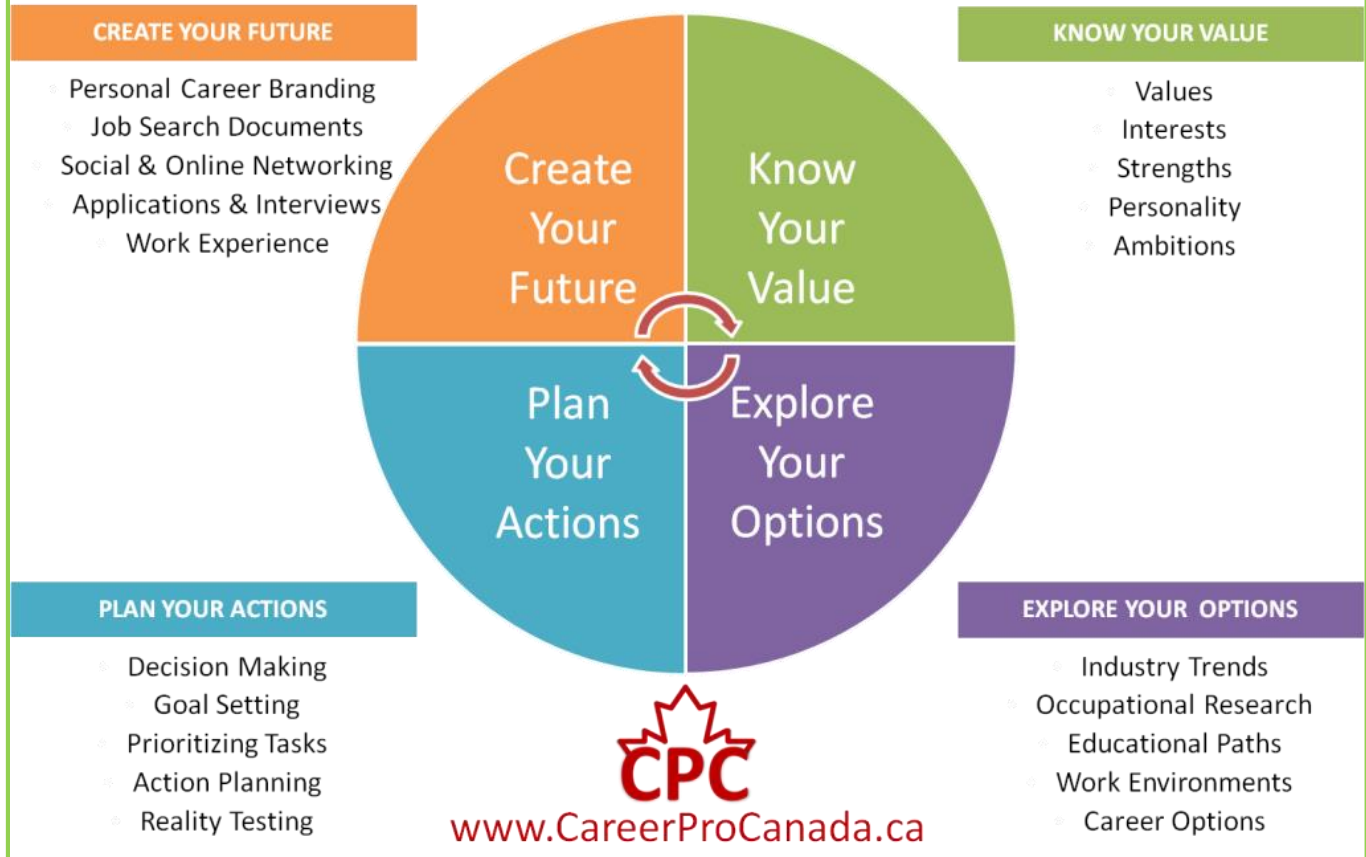 CREATE YOUR FUTURE
Personal Career Branding
Job Search Documents
Social & Online Networking
Applications & Interviews
Work Experience
KNOW YOUR VALUE
Values
Interests
Strengths
Personality
Ambitions
Create
Your
Future
Know
Your
Value
Plan
Your
Actions
Explore
Your
Options
PLAN YOUR ACTIONS
Decision Making
Goal Setting
Prioritizing Tasks
Action Planning
Reality Testing
EXPLORE YOUR OPTIONS
Industry Trends
Occupational Research
Educational Paths
Work Environments
Career Options
CPC
www.CareerProCanada.ca